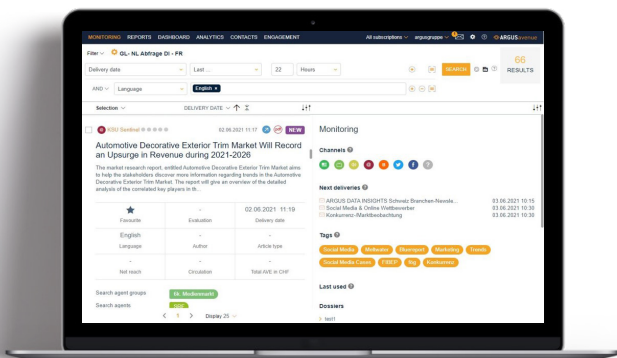 MONITORING REPORTS DASHBOARD ANALYTICS CONTACTS ENGAGEMENT All subscriptions argusgruppe 1 ARGUSavenue
Filter GL- NL Abfrage DI - FR
66
RESULTS
Delivery date Last ... 22 Hours SEARCH
AND Language English x
Selection DELIVERY DATE
KSU Sentinel 02.06.2021 11:17 NEW
Automotive Decorative Exterior Trim Market Will Record
an Upsurge in Revenue during 2021-2026
The market research report, entitled Automotive Decorative Exterior Trim Market aims
to help the stakeholders discover more information regarding trends in the Automotive
Decorative Exterior Trim Market. The report will give an overview of the detailed
analysis of the correlated key players in th...
- 02.06.2021 11:19
Favourite Evaluation Delivery date
English - -
Language Author Article type
- - -
Net reach Circulation Total AVE in CHF
Search agent groups 06. Medienmarkt
Search agents
< 1 > Display 25
Monitoring
Channels
Next deliveries
ARGUS DATA INSIGHTS Schweiz Branchen-Newsle... 03.06.2021 10:15
Social Media & Online Wettbewerber 03.06.2021 10:30
Konkurrenz-Marktbeobachtung 03.06.2021 10:30
Tags
Social Media Meltwater Bluereport Marketing Trends
Social Media Cases FIBEP Konkurrenz
Last used
Dossiers
> test1